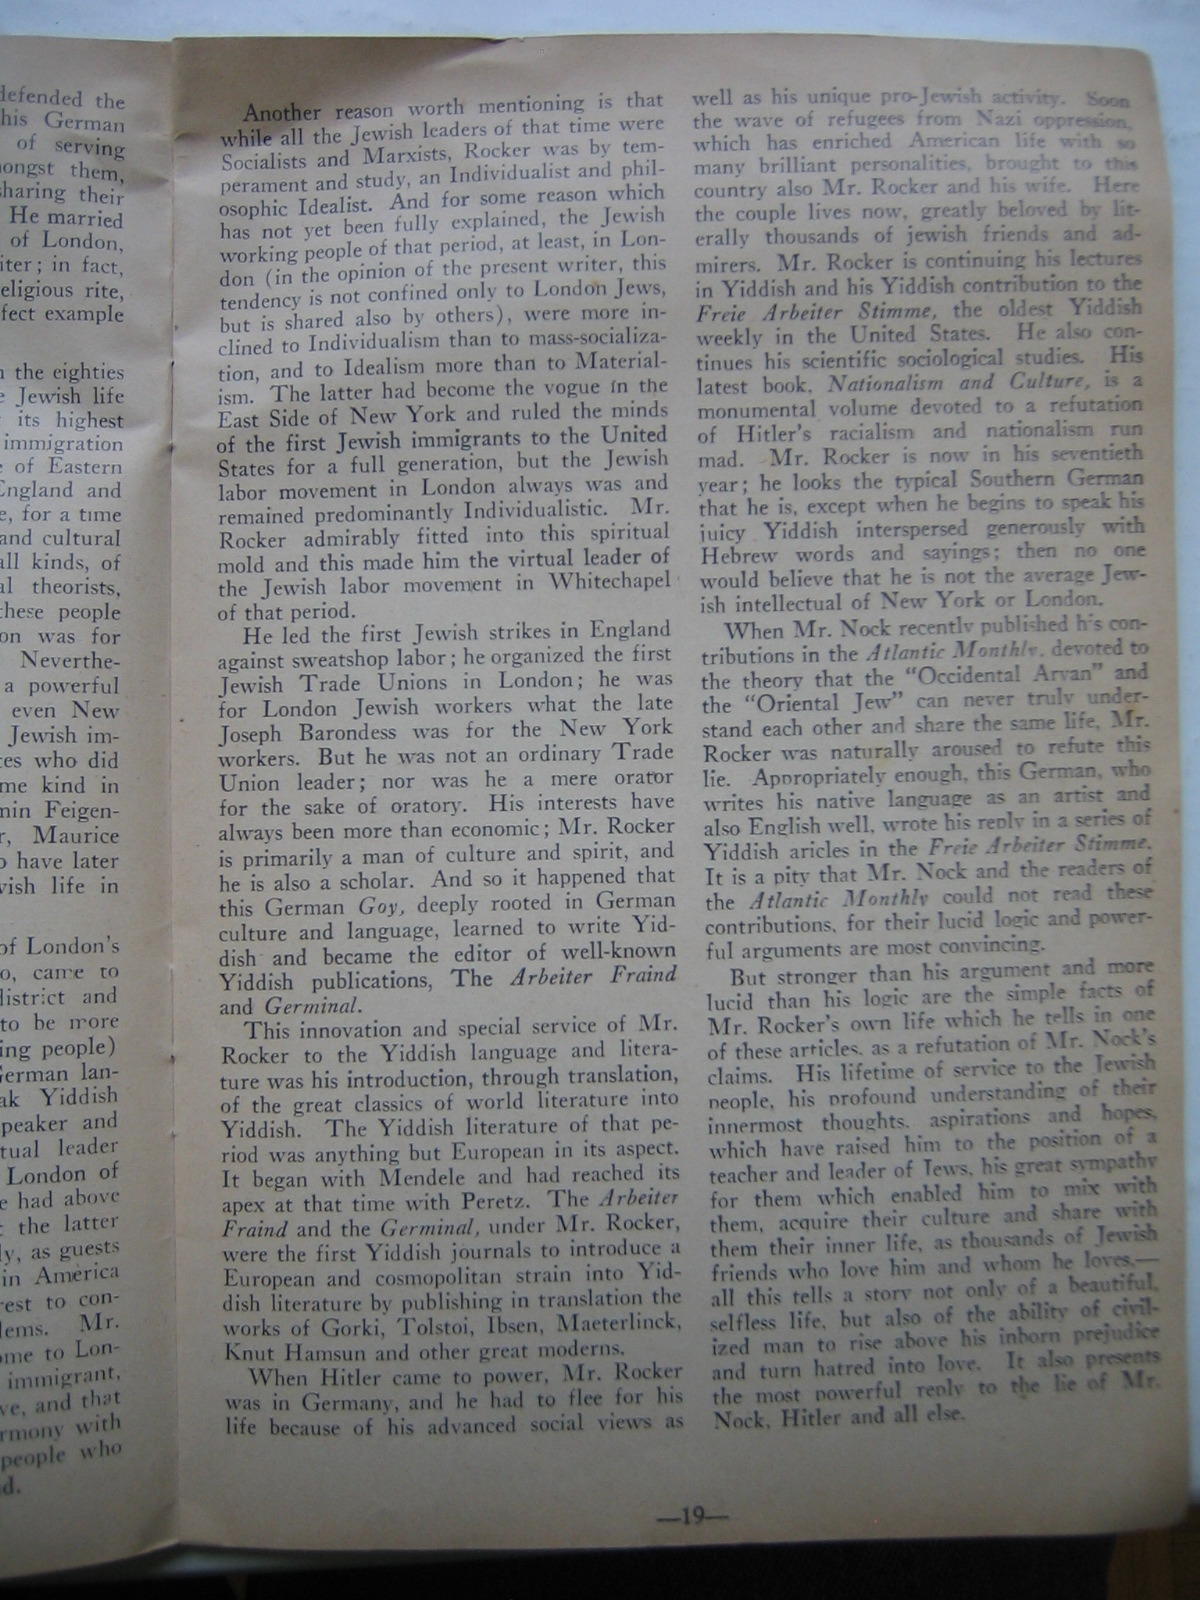 defended the
his German
of serving
ongst them,
sharing their
He married
of London,
iter; in fact,
eligious rite,
fect example
the eighties
Jewish life
its highest
immigration
of Eastern
England and
e, for a time
and cultural
all kinds, of
al theorists,
these people
on was for
Neverthe-
a powerful
even New
Jewish im-
tes who did
me kind in
min Feigen-
r, Maurice
o have later
vish life in
of London's
o, came to
district and
to be more
ing people)
German lan-
ak Yiddish
peaker and
tual leader
London of
e had above
the latter
ly, as guests
in America
rest to con-
lems. Mr.
ome to Lon-
immigrant,
ve, and that
rmony with
people who
d.
Another reason worth mentioning is that
while all the Jewish leaders of that time were
Socialists and Marxists, Rocker was by tem-
perament and study, an Individualist and phil-
osophic Idealist. And for some reason which
has not yet been fully explained, the Jewish
working people of that period, at least, in Lon-
don (in the opinion of the present writer, this
tendency is not confined only to London Jews,
but is shared also by others), were more in-
clined to Individualism than to mass-socializa-
tion, and to Idealism more than to Material-
ism. The latter had become the vogue in the
East Side of New York and ruled the minds
of the first Jewish immigrants to the United
States for a full generation, but the Jewish
labor movement in London always was and
remained predominantly Individualistic. Mr.
Rocker admirably fitted into this spiritual
mold and this made him the virtual leader of
the Jewish labor movement in Whitechapel
of that period.
He led the first Jewish strikes in England
against sweatshop labor; he organized the first
Jewish Trade Unions in London; he was
for London Jewish workers what the late
Joseph Barondess was for the New York
workers. But he was not an ordinary Trade
Union leader; nor was he a mere orator
for the sake of oratory. His interests have
always been more than economic; Mr. Rocker
is primarily a man of culture and spirit, and
he is also a scholar. And so it happened that
this German Goy, deeply rooted in German
culture and language, learned to write Yid-
dish and became the editor of well-known
Yiddish publications, The Arbeiter Fraind
and Germinal.
This innovation and special service of Mr.
Rocker to the Yiddish language and litera-
ture was his introduction, through translation,
of the great classics of world literature into
Yiddish. The Yiddish literature of that pe-
riod was anything but European in its aspect.
It began with Mendele and had reached its
apex at that time with Peretz. The Arbeiter
Fraind and the Germinal, under Mr. Rocker,
were the first Yiddish journals to introduce a
European and cosmopolitan strain into Yid-
dish literature by publishing in translation the
works of Gorki, Tolstoi, Ibsen, Maeterlinck,
Knut Hamsun and other great moderns.
When Hitler came to power, Mr. Rocker
was in Germany, and he had to flee for his
life because of his advanced social views as
well as his unique pro-Jewish activity. Soon
the wave of refugees from Nazi oppression,
which has enriched American life with so
many brilliant personalities, brought to this
country also Mr. Rocker and his wife. Here
the couple lives now, greatly beloved by lit-
erally thousands of jewish friends and ad-
mirers. Mr. Rocker is continuing his lectures
in Yiddish and his Yiddish contribution to the
Freie Arbeiter Stimme, the oldest Yiddish
weekly in the United States. He also con-
tinues his scientific sociological studies. His
latest book, Nationalism and Culture, is a
monumental volume devoted to a refutation
of Hitler's racialism and nationalism run
mad. Mr. Rocker is now in his seventieth
year; he looks the typical Southern German
that he is, except when he begins to speak his
juicy Yiddish interspersed generously with
Hebrew words and sayings; then no one
would believe that he is not the average Jew-
ish intellectual of New York or London.
When Mr. Nock recently published his con-
tributions in the Atlantic Monthly, devoted to
the theory that the "Occidental Aryan" and
the "Oriental Jew" can never truly under-
stand each other and share the same life, Mr.
Rocker was naturally aroused to refute this
lie. Appropriately enough, this German, who
writes his native language as an artist and
also English well, wrote his reply in a series of
Yiddish aricles in the Freie Arbeiter Stimme.
It is a pity that Mr. Nock and the readers of
the Atlantic Monthly could not read these
contributions, for their lucid logic and power-
ful arguments are most convincing.
But stronger than his argument and more
lucid than his logic are the simple facts of
Mr. Rocker's own life which he tells in one
of these articles, as a refutation of Mr. Nock's
claims. His lifetime of service to the Jewish
people, his profound understanding of their
innermost thoughts, aspirations and hopes,
which have raised him to the position of a
teacher and leader of Jews, his great sympathy
for them which enabled him to mix with
them, acquire their culture and share with
them their inner life, as thousands of Jewish
friends who love him and whom he loves,—
all this tells a story not only of a beautiful,
selfless life, but also of the ability of civil-
ized man to rise above his inborn prejudice
and turn hatred into love. It also presents
the most powerful reply to the lie of Mr.
Nock, Hitler and all else.
—19—